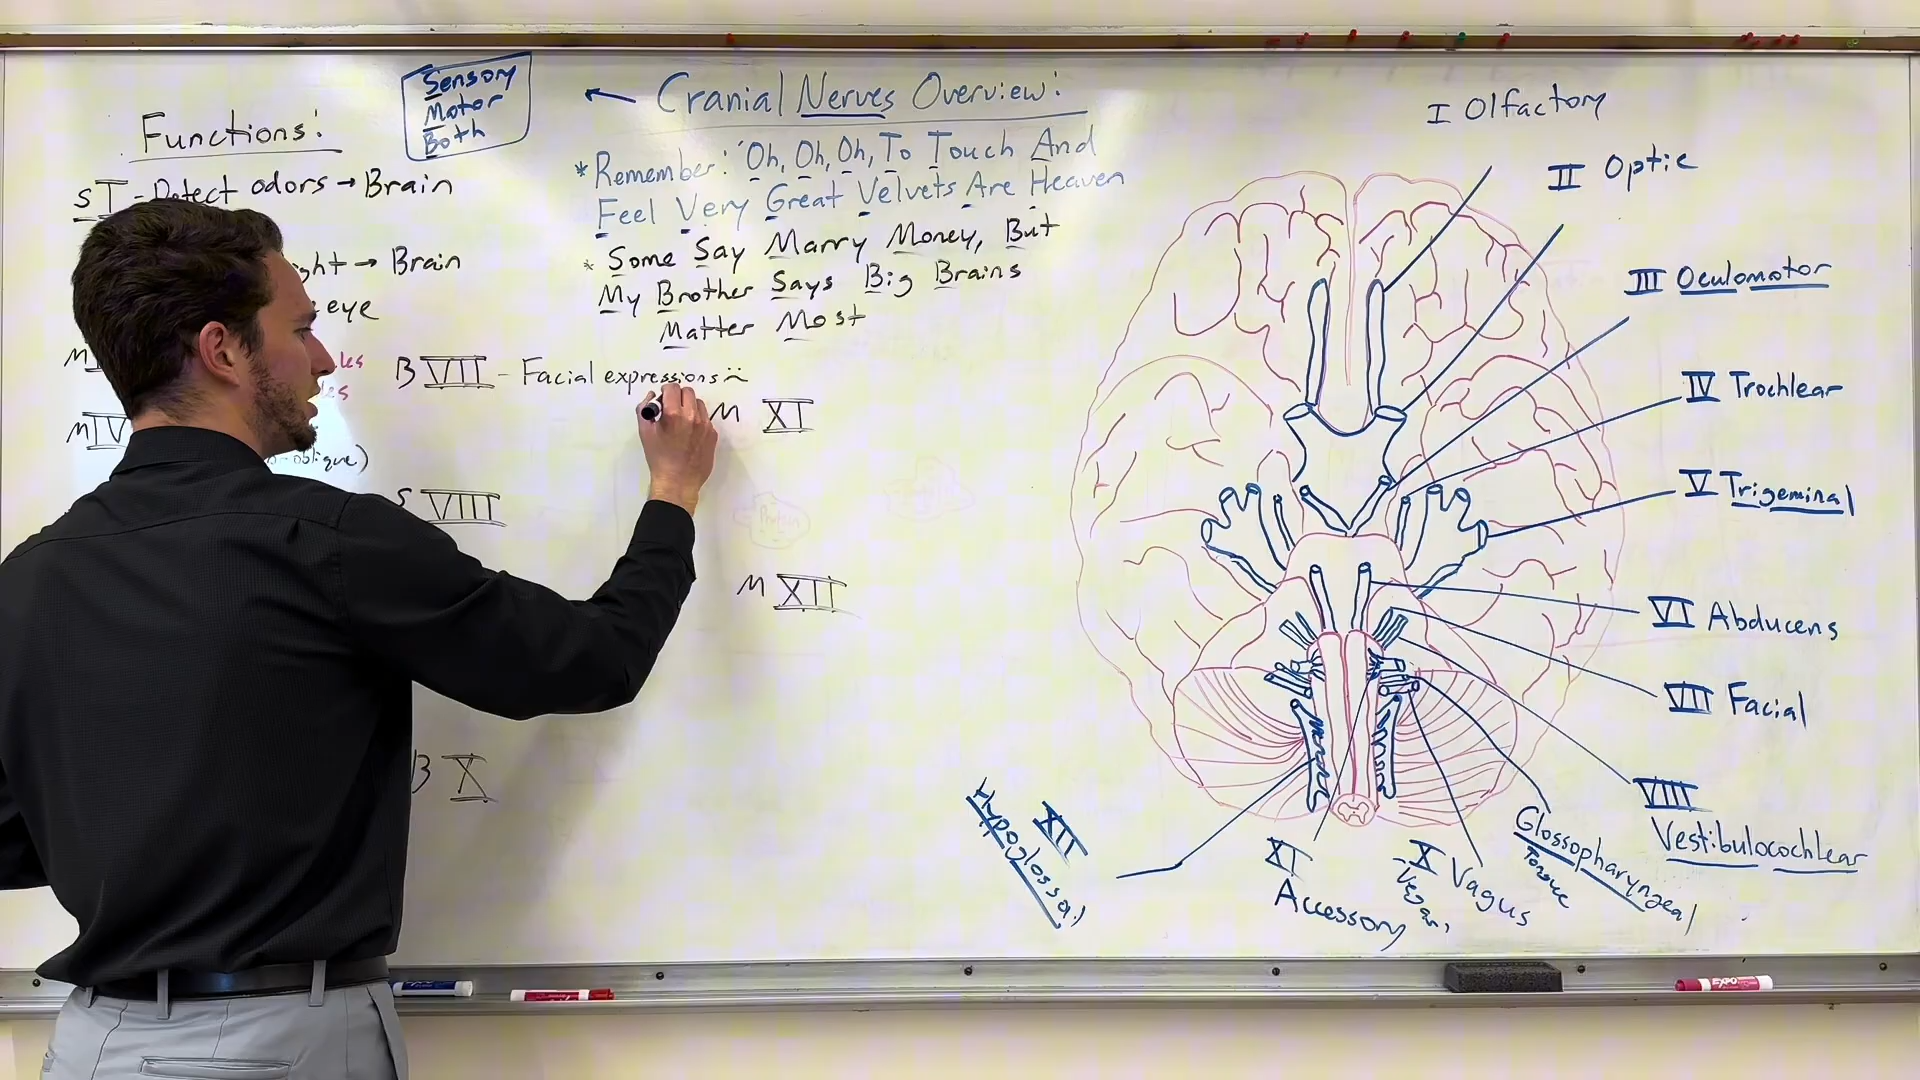 Sensory
Motor
Both
← Cranial Nerves Overview:
*Remember: "Oh, Oh, Oh, To Touch And
Feel Very Great Velvets Are Heaven
* Some Say Marry Money, But
My Brother Says Big Brains
Matter Most
Functions:
S I - Detect odors → Brain
→ Brain
eye
M
M IV
oblique)
B VII - Facial expressions
S VIII
B X
M XI
M XII
I Olfactory
II Optic
III Oculomotor
IV Trochlear
V Trigeminal
VI Abducens
VII Facial
VIII
Vestibulocochlear
Glossopharyngeal
Tongue
X Vagus
XI
Accessory
XII
Hypoglossal
EXPO